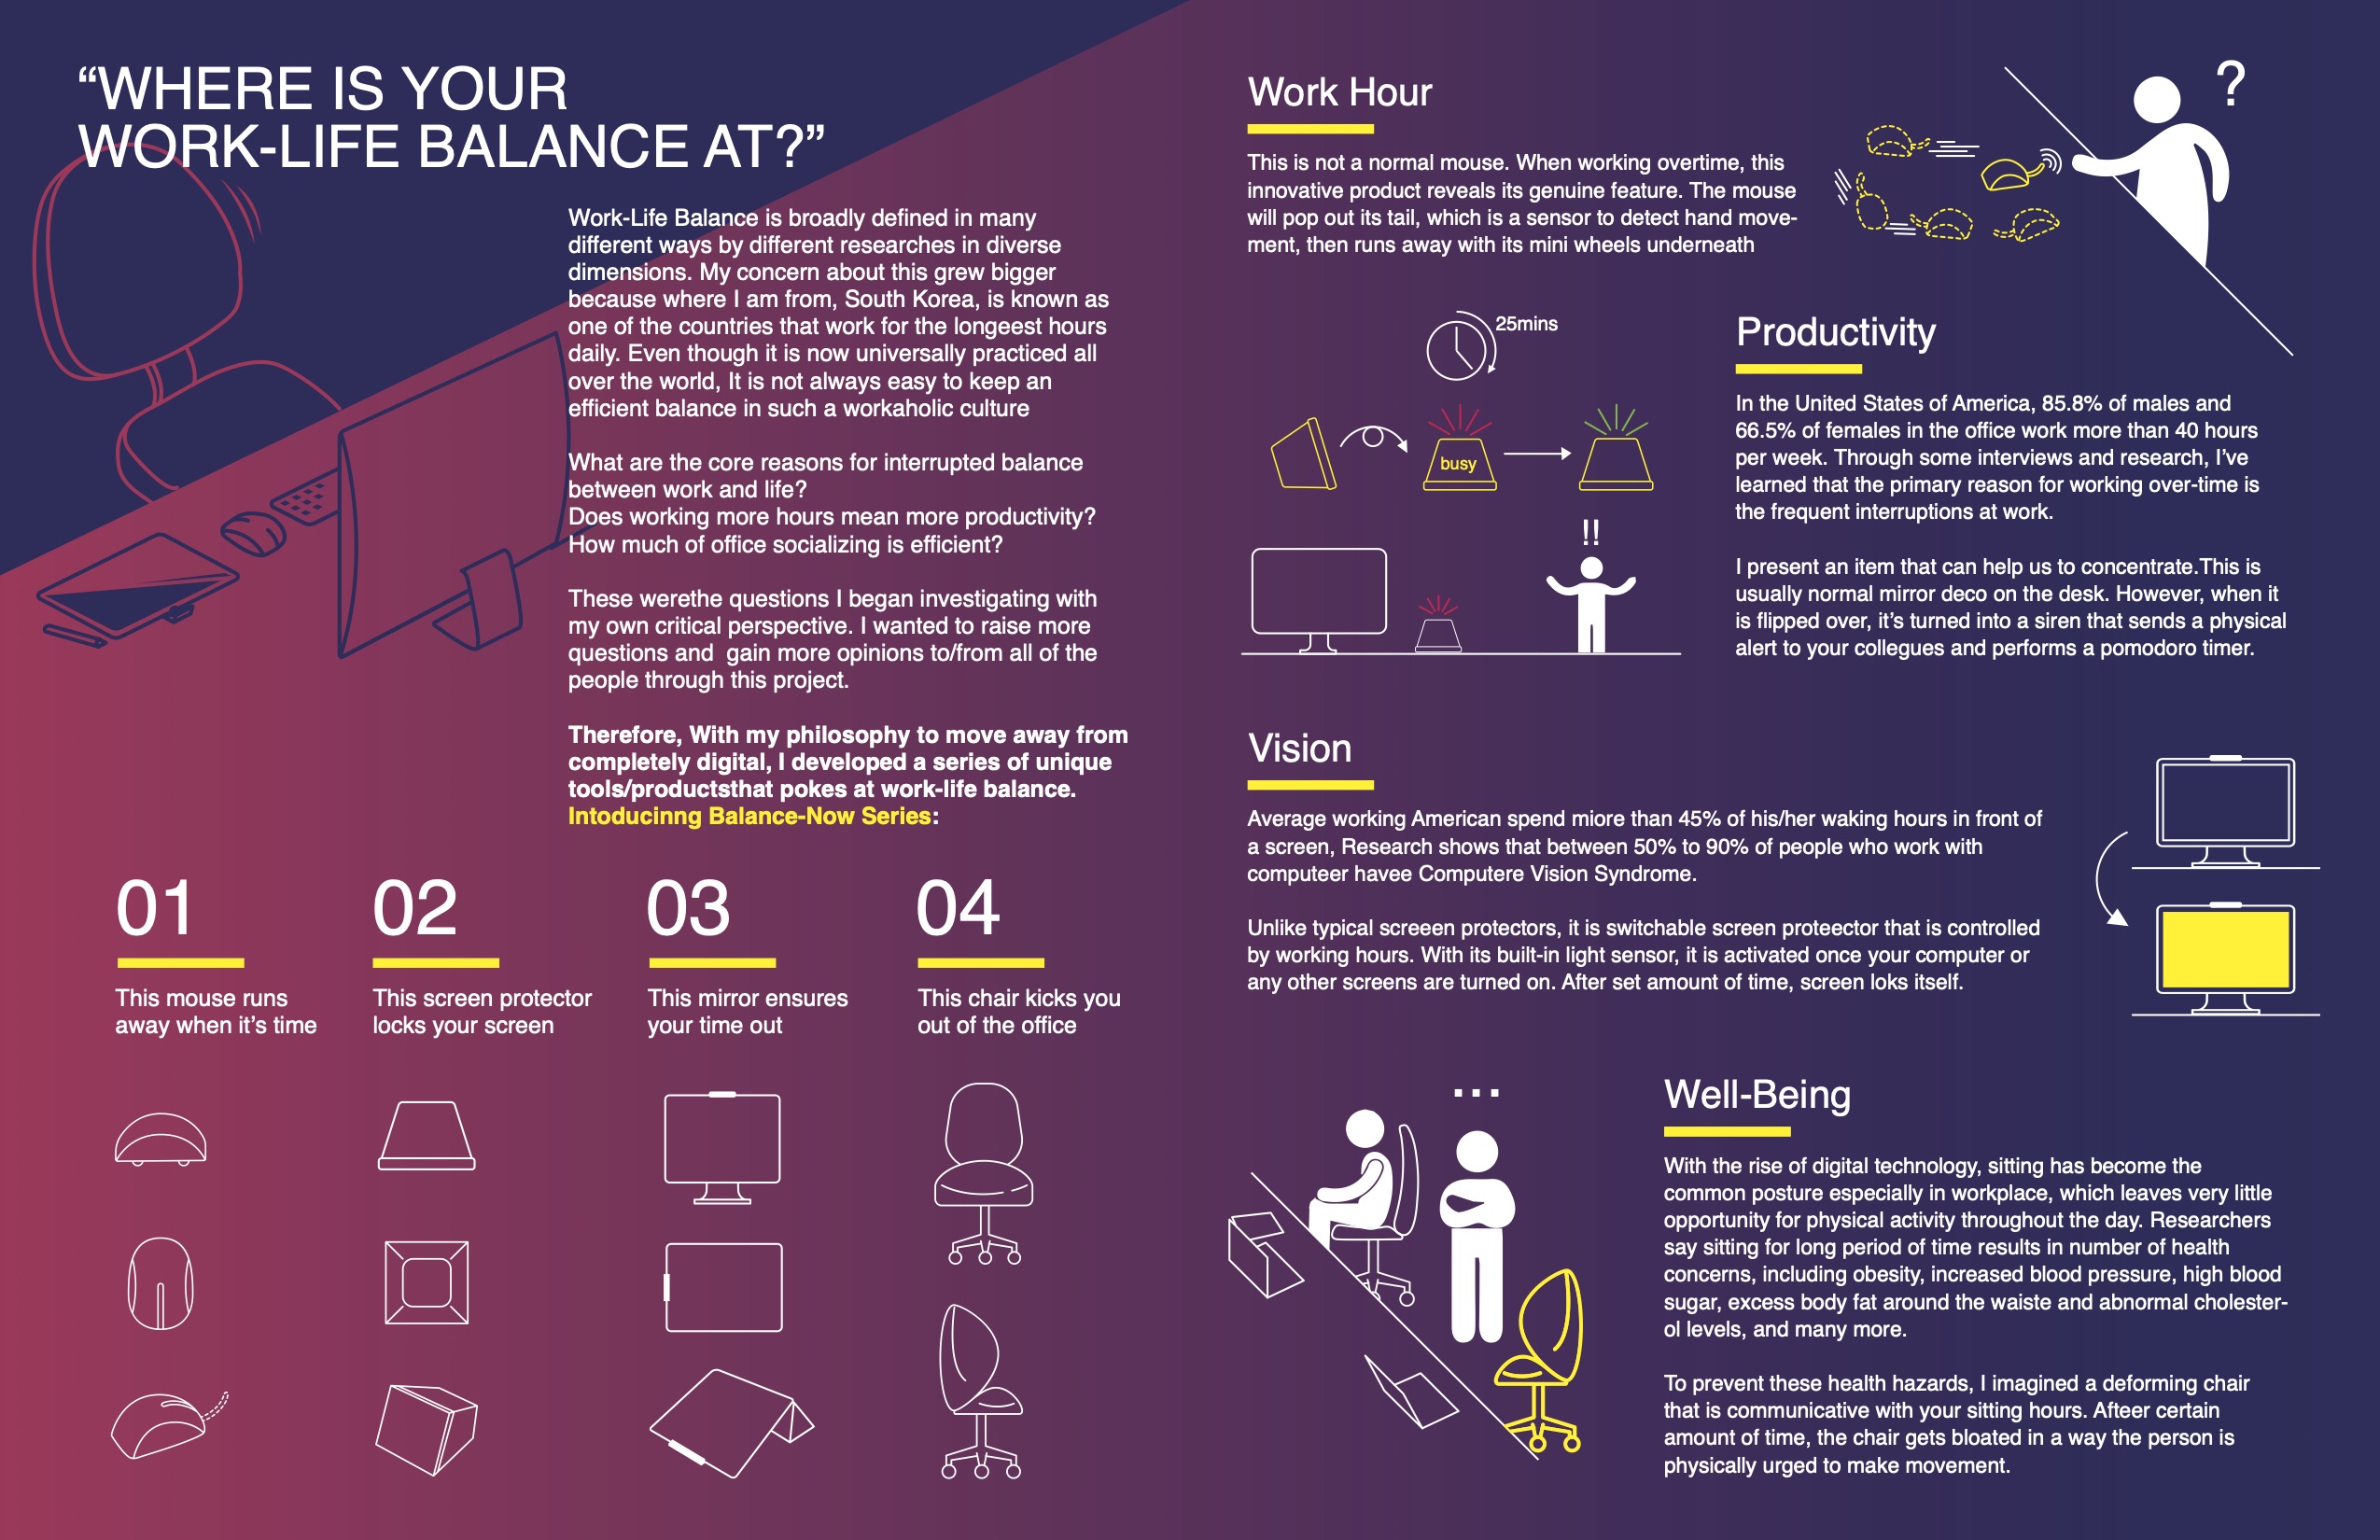 “WHERE IS YOUR
WORK-LIFE BALANCE AT?”
Work-Life Balance is broadly defined in many
different ways by different researches in diverse
dimensions. My concern about this grew bigger
because where I am from, South Korea, is known as
one of the countries that work for the longeest hours
daily. Even though it is now universally practiced all
over the world, It is not always easy to keep an
efficient balance in such a workaholic culture
What are the core reasons for interrupted balance
between work and life?
Does working more hours mean more productivity?
How much of office socializing is efficient?
These werethe questions I began investigating with
my own critical perspective. I wanted to raise more
questions and  gain more opinions to/from all of the
people through this project.
Therefore, With my philosophy to move away from
completely digital, I developed a series of unique
tools/productsthat pokes at work-life balance.
Intoducinng Balance-Now Series:
01
This mouse runs
away when it’s time
02
This screen protector
locks your screen
03
This mirror ensures
your time out
04
This chair kicks you
out of the office
Work Hour
This is not a normal mouse. When working overtime, this
innovative product reveals its genuine feature. The mouse
will pop out its tail, which is a sensor to detect hand move-
ment, then runs away with its mini wheels underneath
?
25mins
busy
!!
Productivity
In the United States of America, 85.8% of males and
66.5% of females in the office work more than 40 hours
per week. Through some interviews and research, I’ve
learned that the primary reason for working over-time is
the frequent interruptions at work.
I present an item that can help us to concentrate.This is
usually normal mirror deco on the desk. However, when it
is flipped over, it’s turned into a siren that sends a physical
alert to your collegues and performs a pomodoro timer.
Vision
Average working American spend miore than 45% of his/her waking hours in front of
a screen, Research shows that between 50% to 90% of people who work with
computeer havee Computere Vision Syndrome.
Unlike typical screeen protectors, it is switchable screen proteector that is controlled
by working hours. With its built-in light sensor, it is activated once your computer or
any other screens are turned on. After set amount of time, screen loks itself.
...
Well-Being
With the rise of digital technology, sitting has become the
common posture especially in workplace, which leaves very little
opportunity for physical activity throughout the day. Researchers
say sitting for long period of time results in number of health
concerns, including obesity, increased blood pressure, high blood
sugar, excess body fat around the waiste and abnormal cholester-
ol levels, and many more.
To prevent these health hazards, I imagined a deforming chair
that is communicative with your sitting hours. Afteer certain
amount of time, the chair gets bloated in a way the person is
physically urged to make movement.